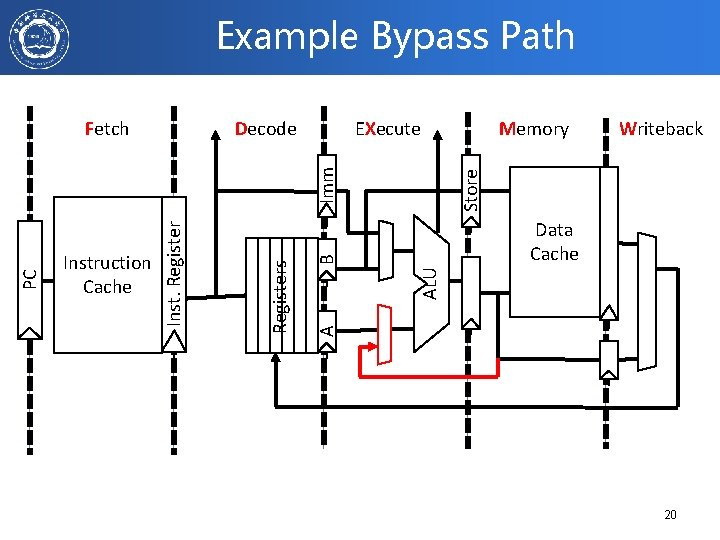 Example Bypass Path
Fetch
Decode
EXecute
Memory
Writeback
PC
Instruction
Cache
Inst. Register
Registers
Imm
B
A
ALU
Store
Data
Cache
20